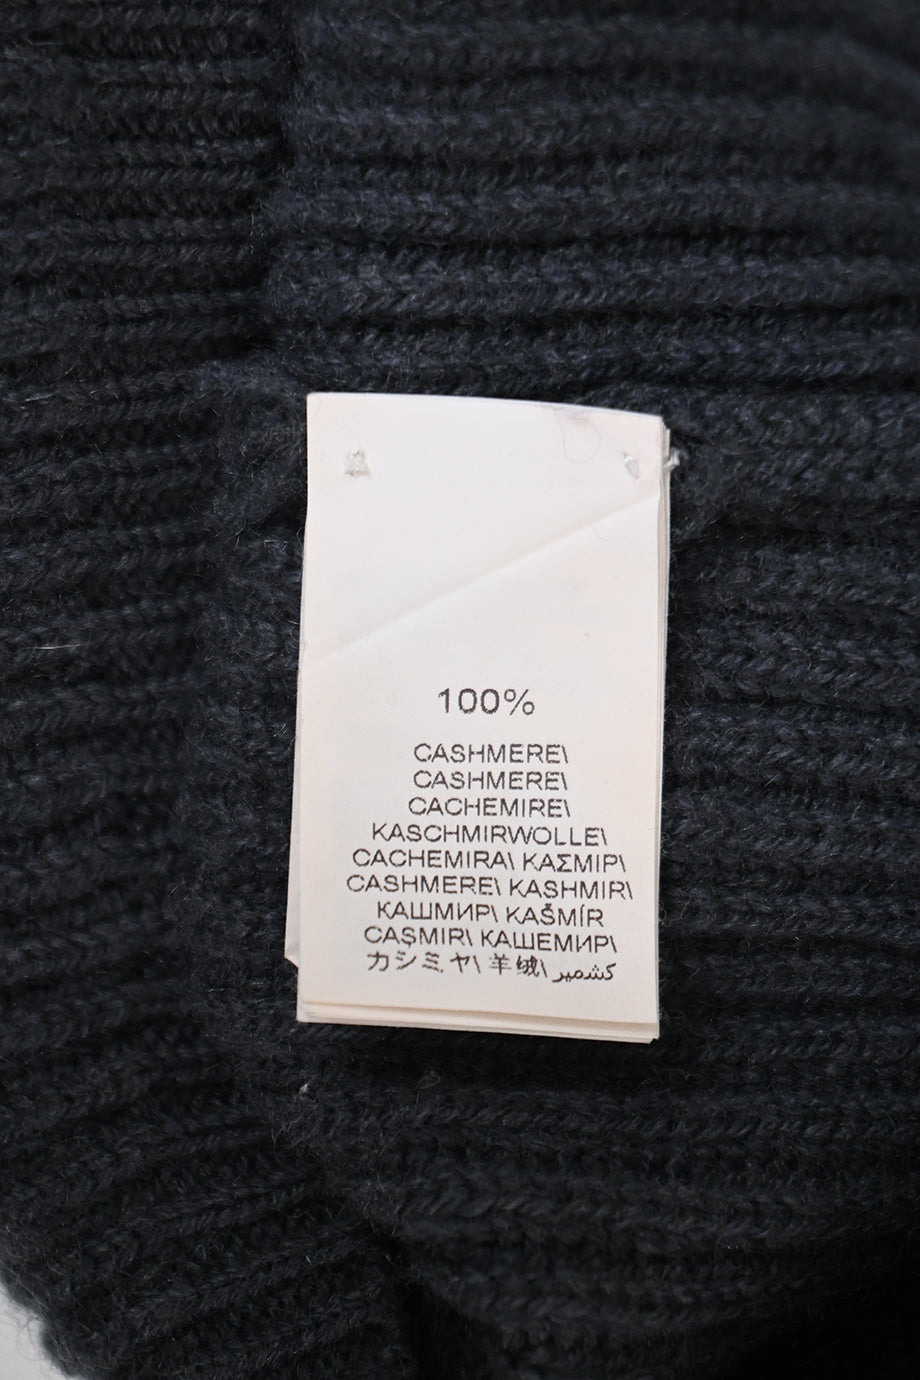 100%
CASHMERE\
CASHMERE\
CACHEMIRE\
KASCHMIRWOLLE\
CACHEMIRA\ ΚΑΣΜΙΡ\
CASHMERE\ KASHMIR\
КАШМИР\ KAŠMÍR
CAŞMIR\ КАШЕМИР\
カシミヤ\ 羊绒\ كشمير